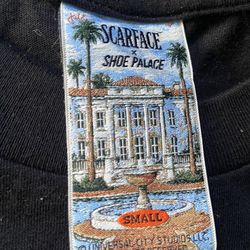 SCARFACE
X
SHOE PALACE
SMALL
UNIVERSAL CITY STUDIOS LLC